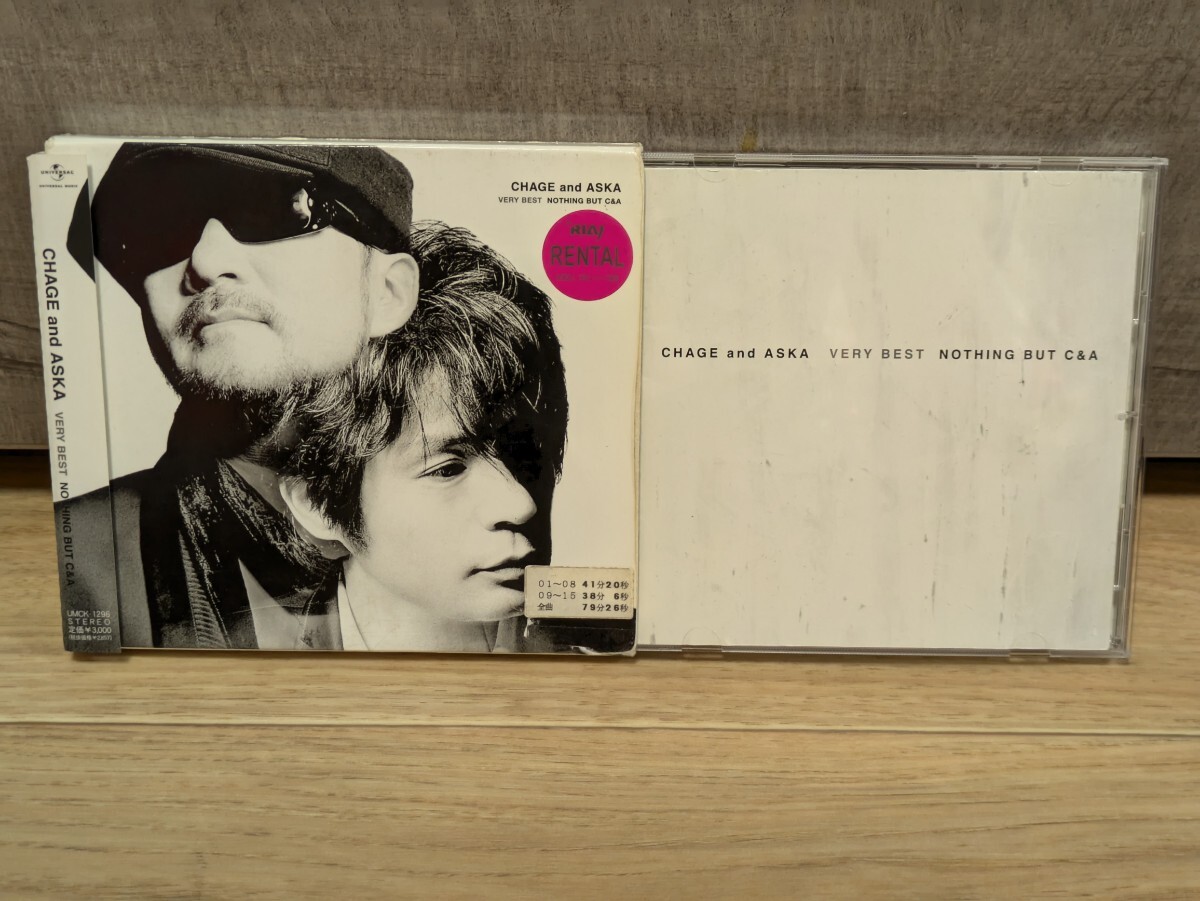 UNIVERSAL
UNIVERSAL MUSIC
CHAGE and ASKA VERY BEST NOTHING BUT C&A
UMCK 1296
STEREO
定価¥3,000
CHAGE and ASKA
VERY BEST NOTHING BUT C&A
RIAJ
RENTAL
01〜08 41分20秒
09〜15 38分 6秒
全曲 79分26秒
CHAGE and ASKA VERY BEST NOTHING BUT C&A